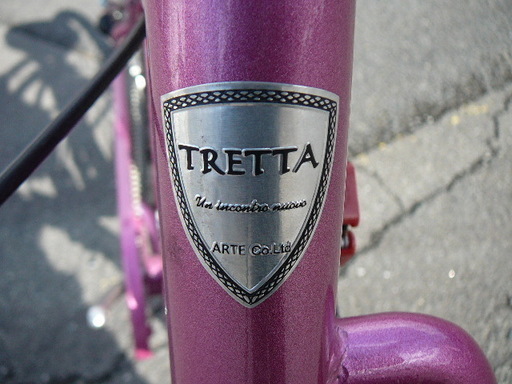 TRETTA
Un incontro nuovo
ARTE Co.Ltd